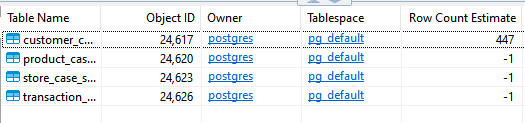 Table Name Object ID Owner Tablespace Row Count Estimate
customer_c... 24,617 postgres pg_default 447
product_cas... 24,620 postgres pg_default -1
store_case_s... 24,623 postgres pg_default -1
transaction_... 24,626 postgres pg_default -1